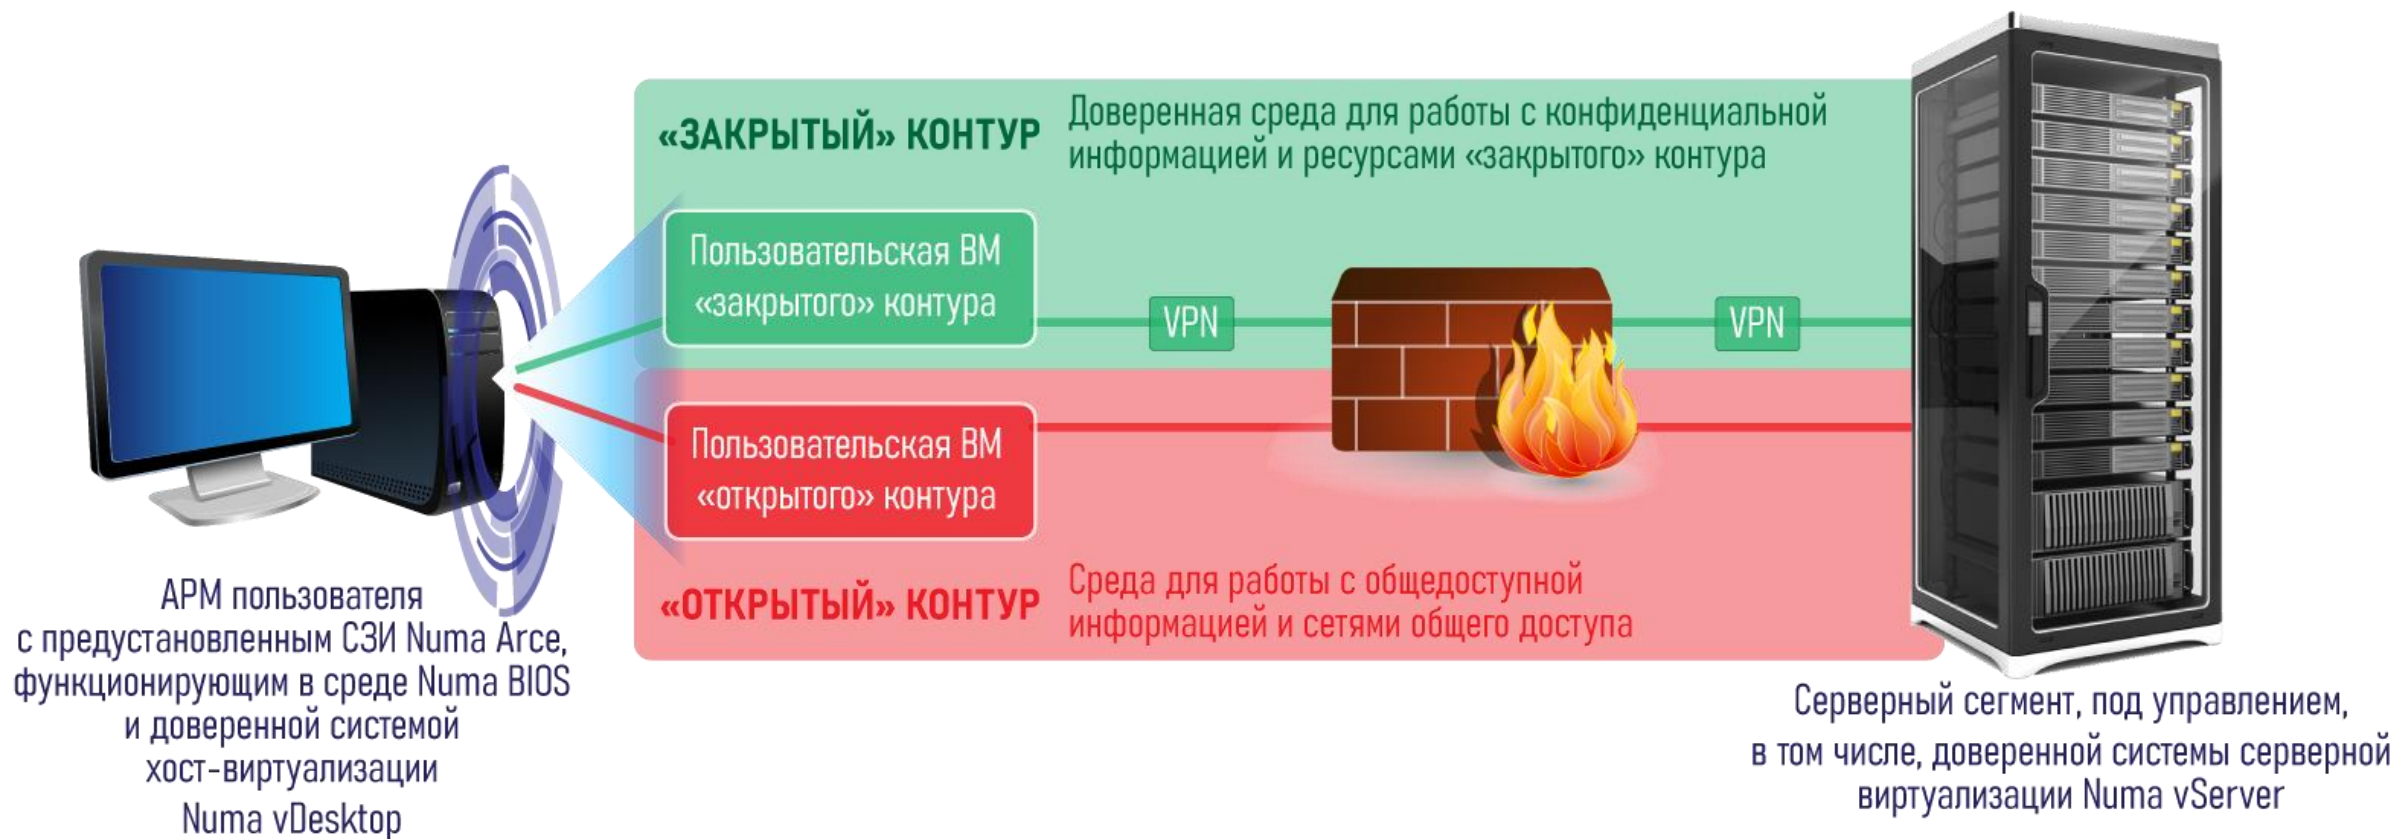 «ЗАКРЫТЫЙ» КОНТУР
Доверенная среда для работы с конфиденциальной
информацией и ресурсами «закрытого» контура
Пользовательская ВМ
«закрытого» контура
VPN
VPN
Пользовательская ВМ
«открытого» контура
«ОТКРЫТЫЙ» КОНТУР
Среда для работы с общедоступной
информацией и сетями общего доступа
АРМ пользователя
с предустановленным СЗИ Numa Arce,
функционирующим в среде Numa BIOS
и доверенной системой
хост-виртуализации
Numa vDesktop
Серверный сегмент, под управлением,
в том числе, доверенной системы серверной
виртуализации Numa vServer